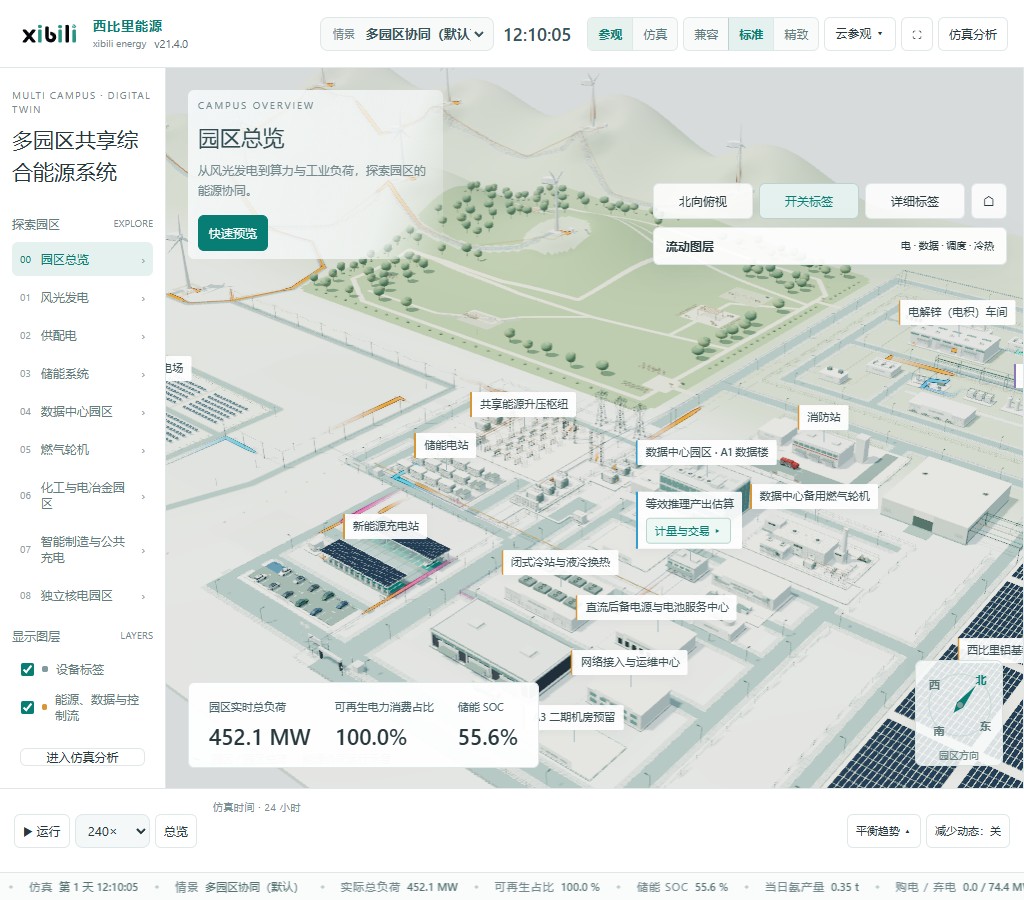 xibili
西比里能源
xibili energy v21.4.0
情景 多园区协同（默认
12:10:05
参观 仿真
兼容 标准 精致
云参观
仿真分析
MULTI CAMPUS · DIGITAL
TWIN
多园区共享综
合能源系统
探索园区 EXPLORE
00 园区总览 ›
01 风光发电 ›
02 供配电 ›
03 储能系统 ›
04 数据中心园区 ›
05 燃气轮机 ›
06 化工与电冶金园
区 ›
07 智能制造与公共
充电 ›
08 独立核电园区 ›
显示图层 LAYERS
设备标签
能源、数据与控
制流
进入仿真分析
CAMPUS OVERVIEW
园区总览
从风光发电到算力与工业负荷，探索园区的
能源协同。
快速预览
北向俯视 开关标签 详细标签
流动图层 电 · 数据 · 调度 · 冷热
电解锌（电积）车间
电场
共享能源升压枢纽
消防站
储能电站
数据中心园区 · A1 数据楼
数据中心备用燃气轮机
等效推理产出估算
计量与交易
新能源充电站
闭式冷站与液冷换热
直流后备电源与电池服务中心
西比里铝基
网络接入与运维中心
.3 二期机房预留
园区实时总负荷 可再生电力消费占比 储能 SOC
452.1 MW 100.0% 55.6%
北
西
东
南
园区方向
仿真时间 · 24 小时
▶ 运行 240× 总览
平衡趋势 减少动态：关
仿真 第 1 天 12:10:05 情景 多园区协同（默认） 实际总负荷 452.1 MW 可再生占比 100.0 % 储能 SOC 55.6 % 当日氢产量 0.35 t 购电 / 弃电 0.0 / 74.4 MW